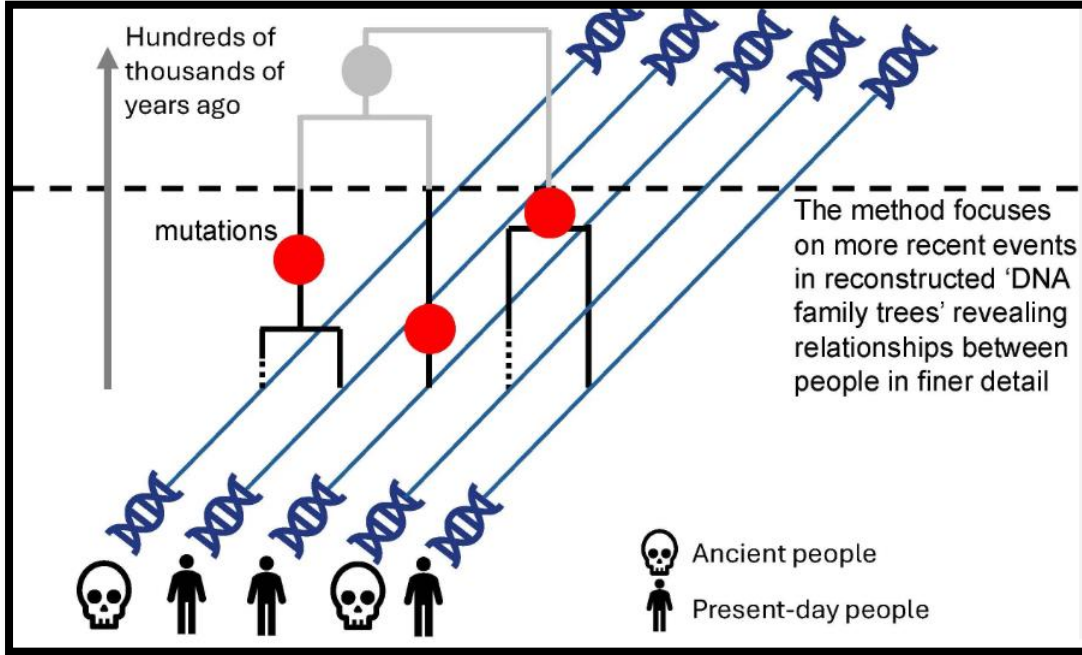 Hundreds of
thousands of
years ago
mutations
The method focuses
on more recent events
in reconstructed ‘DNA
family trees’ revealing
relationships between
people in finer detail
Ancient people
Present-day people